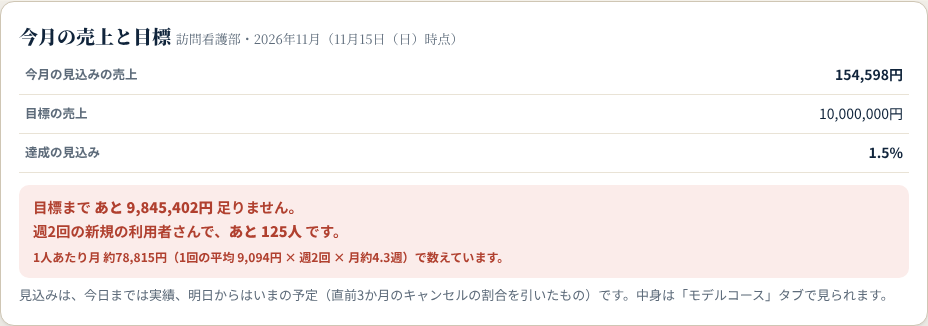 今月の売上と目標 訪問看護部・2026年11月（11月15日（日）時点）
今月の見込みの売上 154,598円
目標の売上 10,000,000円
達成の見込み 1.5%
目標まで あと 9,845,402円 足りません。
週2回の新規の利用者さんで、あと 125人 です。
1人あたり月 約78,815円（1回の平均 9,094円 × 週2回 × 月約4.3週）で数えています。
見込みは、今日までは実績、明日からはいまの予定（直前3か月のキャンセルの割合を引いたもの）です。中身は「モデルコース」タブで見られます。